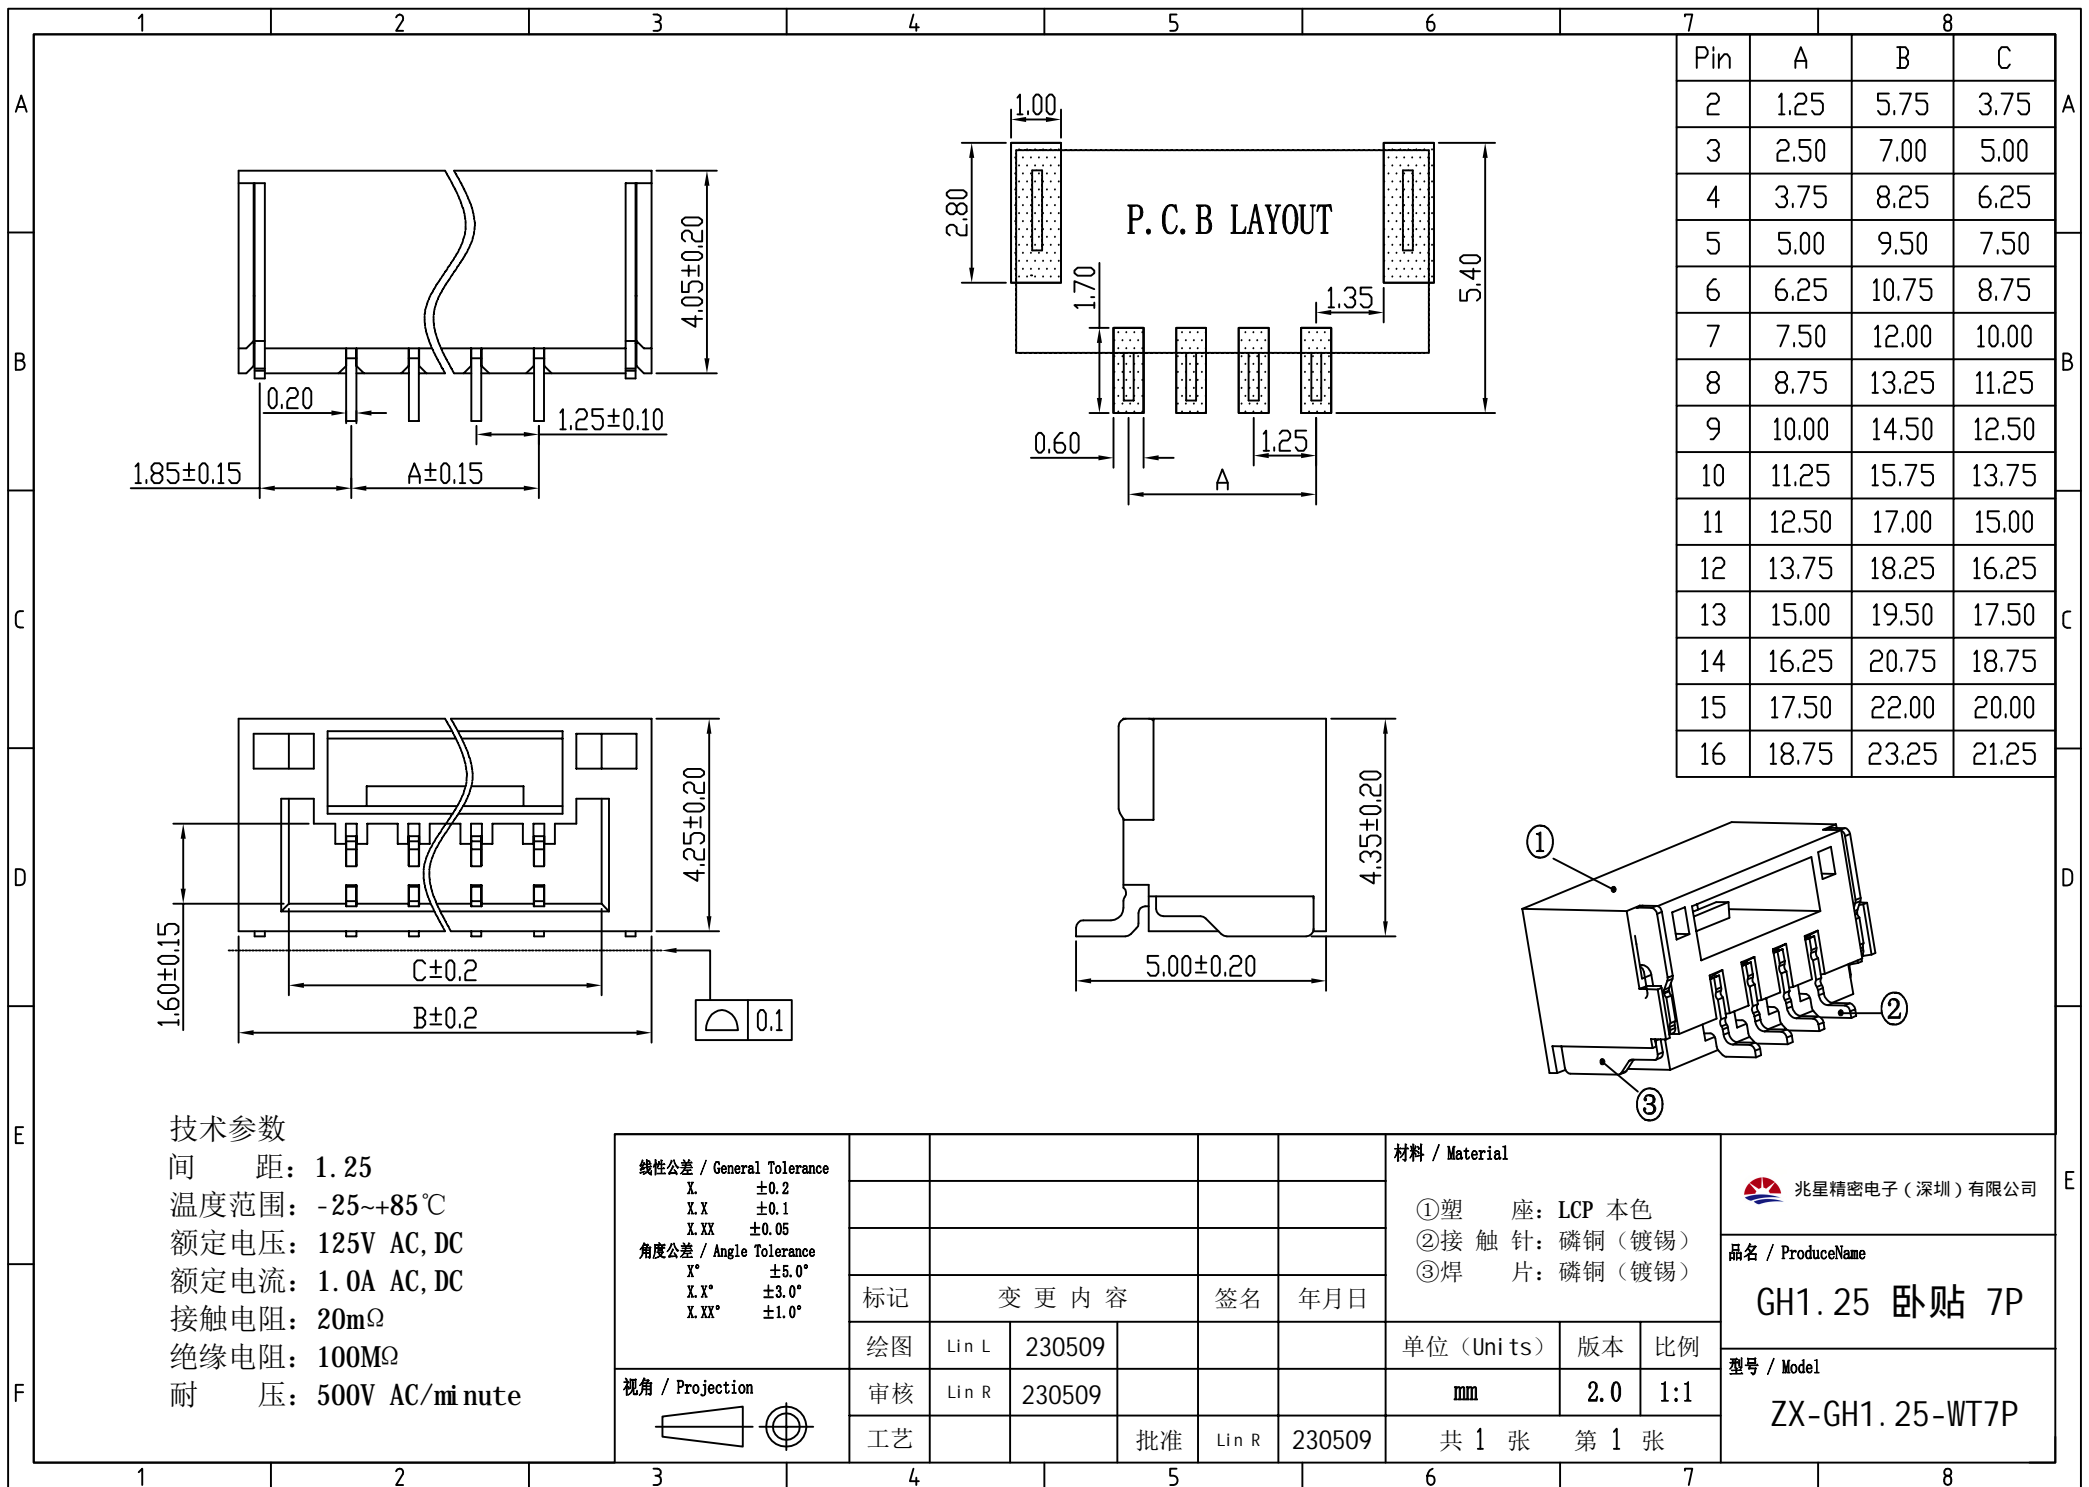 1 2 3 4 5 6 7 8
A
B
C
D
E
F
Pin A B C
2 1.25 5.75 3.75
3 2.50 7.00 5.00
4 3.75 8.25 6.25
5 5.00 9.50 7.50
6 6.25 10.75 8.75
7 7.50 12.00 10.00
8 8.75 13.25 11.25
9 10.00 14.50 12.50
10 11.25 15.75 13.75
11 12.50 17.00 15.00
12 13.75 18.25 16.25
13 15.00 19.50 17.50
14 16.25 20.75 18.75
15 17.50 22.00 20.00
16 18.75 23.25 21.25
A
B
C
D
E
4.05±0.20
0.20
1.25±0.10
1.85±0.15
A±0.15
1.00
2.80
P.C.B LAYOUT
1.70
1.35
5.40
0.60
1.25
A
4.25±0.20
1.60±0.15
C±0.2
B±0.2
0.1
4.35±0.20
5.00±0.20
①
②
③
技术参数
间 距: 1.25
温度范围: -25~+85℃
额定电压: 125V AC,DC
额定电流: 1.0A AC,DC
接触电阻: 20mΩ
绝缘电阻: 100MΩ
耐 压: 500V AC/minute
线性公差 / General Tolerance
X. ±0.2
X.X ±0.1
X.XX ±0.05
角度公差 / Angle Tolerance
X° ±5.0°
X.X° ±3.0°
X.XX° ±1.0°
视角 / Projection
标记 变更内容 签名 年月日
绘图 Lin L 230509
审核 Lin R 230509
工艺 批准 Lin R 230509
材料 / Material
①塑 座: LCP 本色
②接触针: 磷铜（镀锡）
③焊 片: 磷铜（镀锡）
单位（Units） 版本 比例
mm 2.0 1:1
共 1 张 第 1 张
兆星精密电子（深圳）有限公司
品名 / ProduceName
GH1.25 卧贴 7P
型号 / Model
ZX-GH1.25-WT7P
1 2 3 4 5 6 7 8